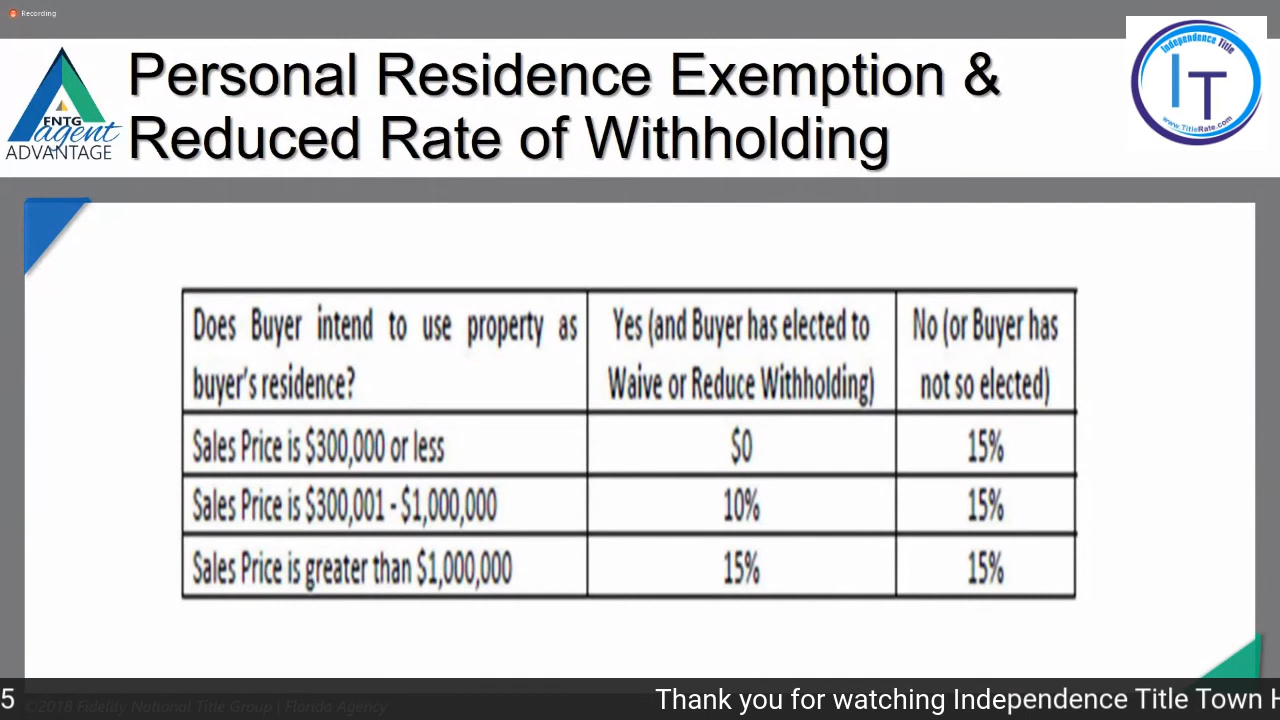 Recording
Personal Residence Exemption &
Reduced Rate of Withholding
FNTG
agent
ADVANTAGE
Independence Title
IT
www.TitleRate.com
Does Buyer intend to use property as
buyer's residence?
Yes (and Buyer has elected to
Waive or Reduce Withholding)
No (or Buyer has
not so elected)
Sales Price is $300,000 or less
$0
15%
Sales Price is $300,001 - $1,000,000
10%
15%
Sales Price is greater than $1,000,000
15%
15%
5
Thank you for watching Independence Title Town H
©2018 Fidelity National Title Group | Florida Agency